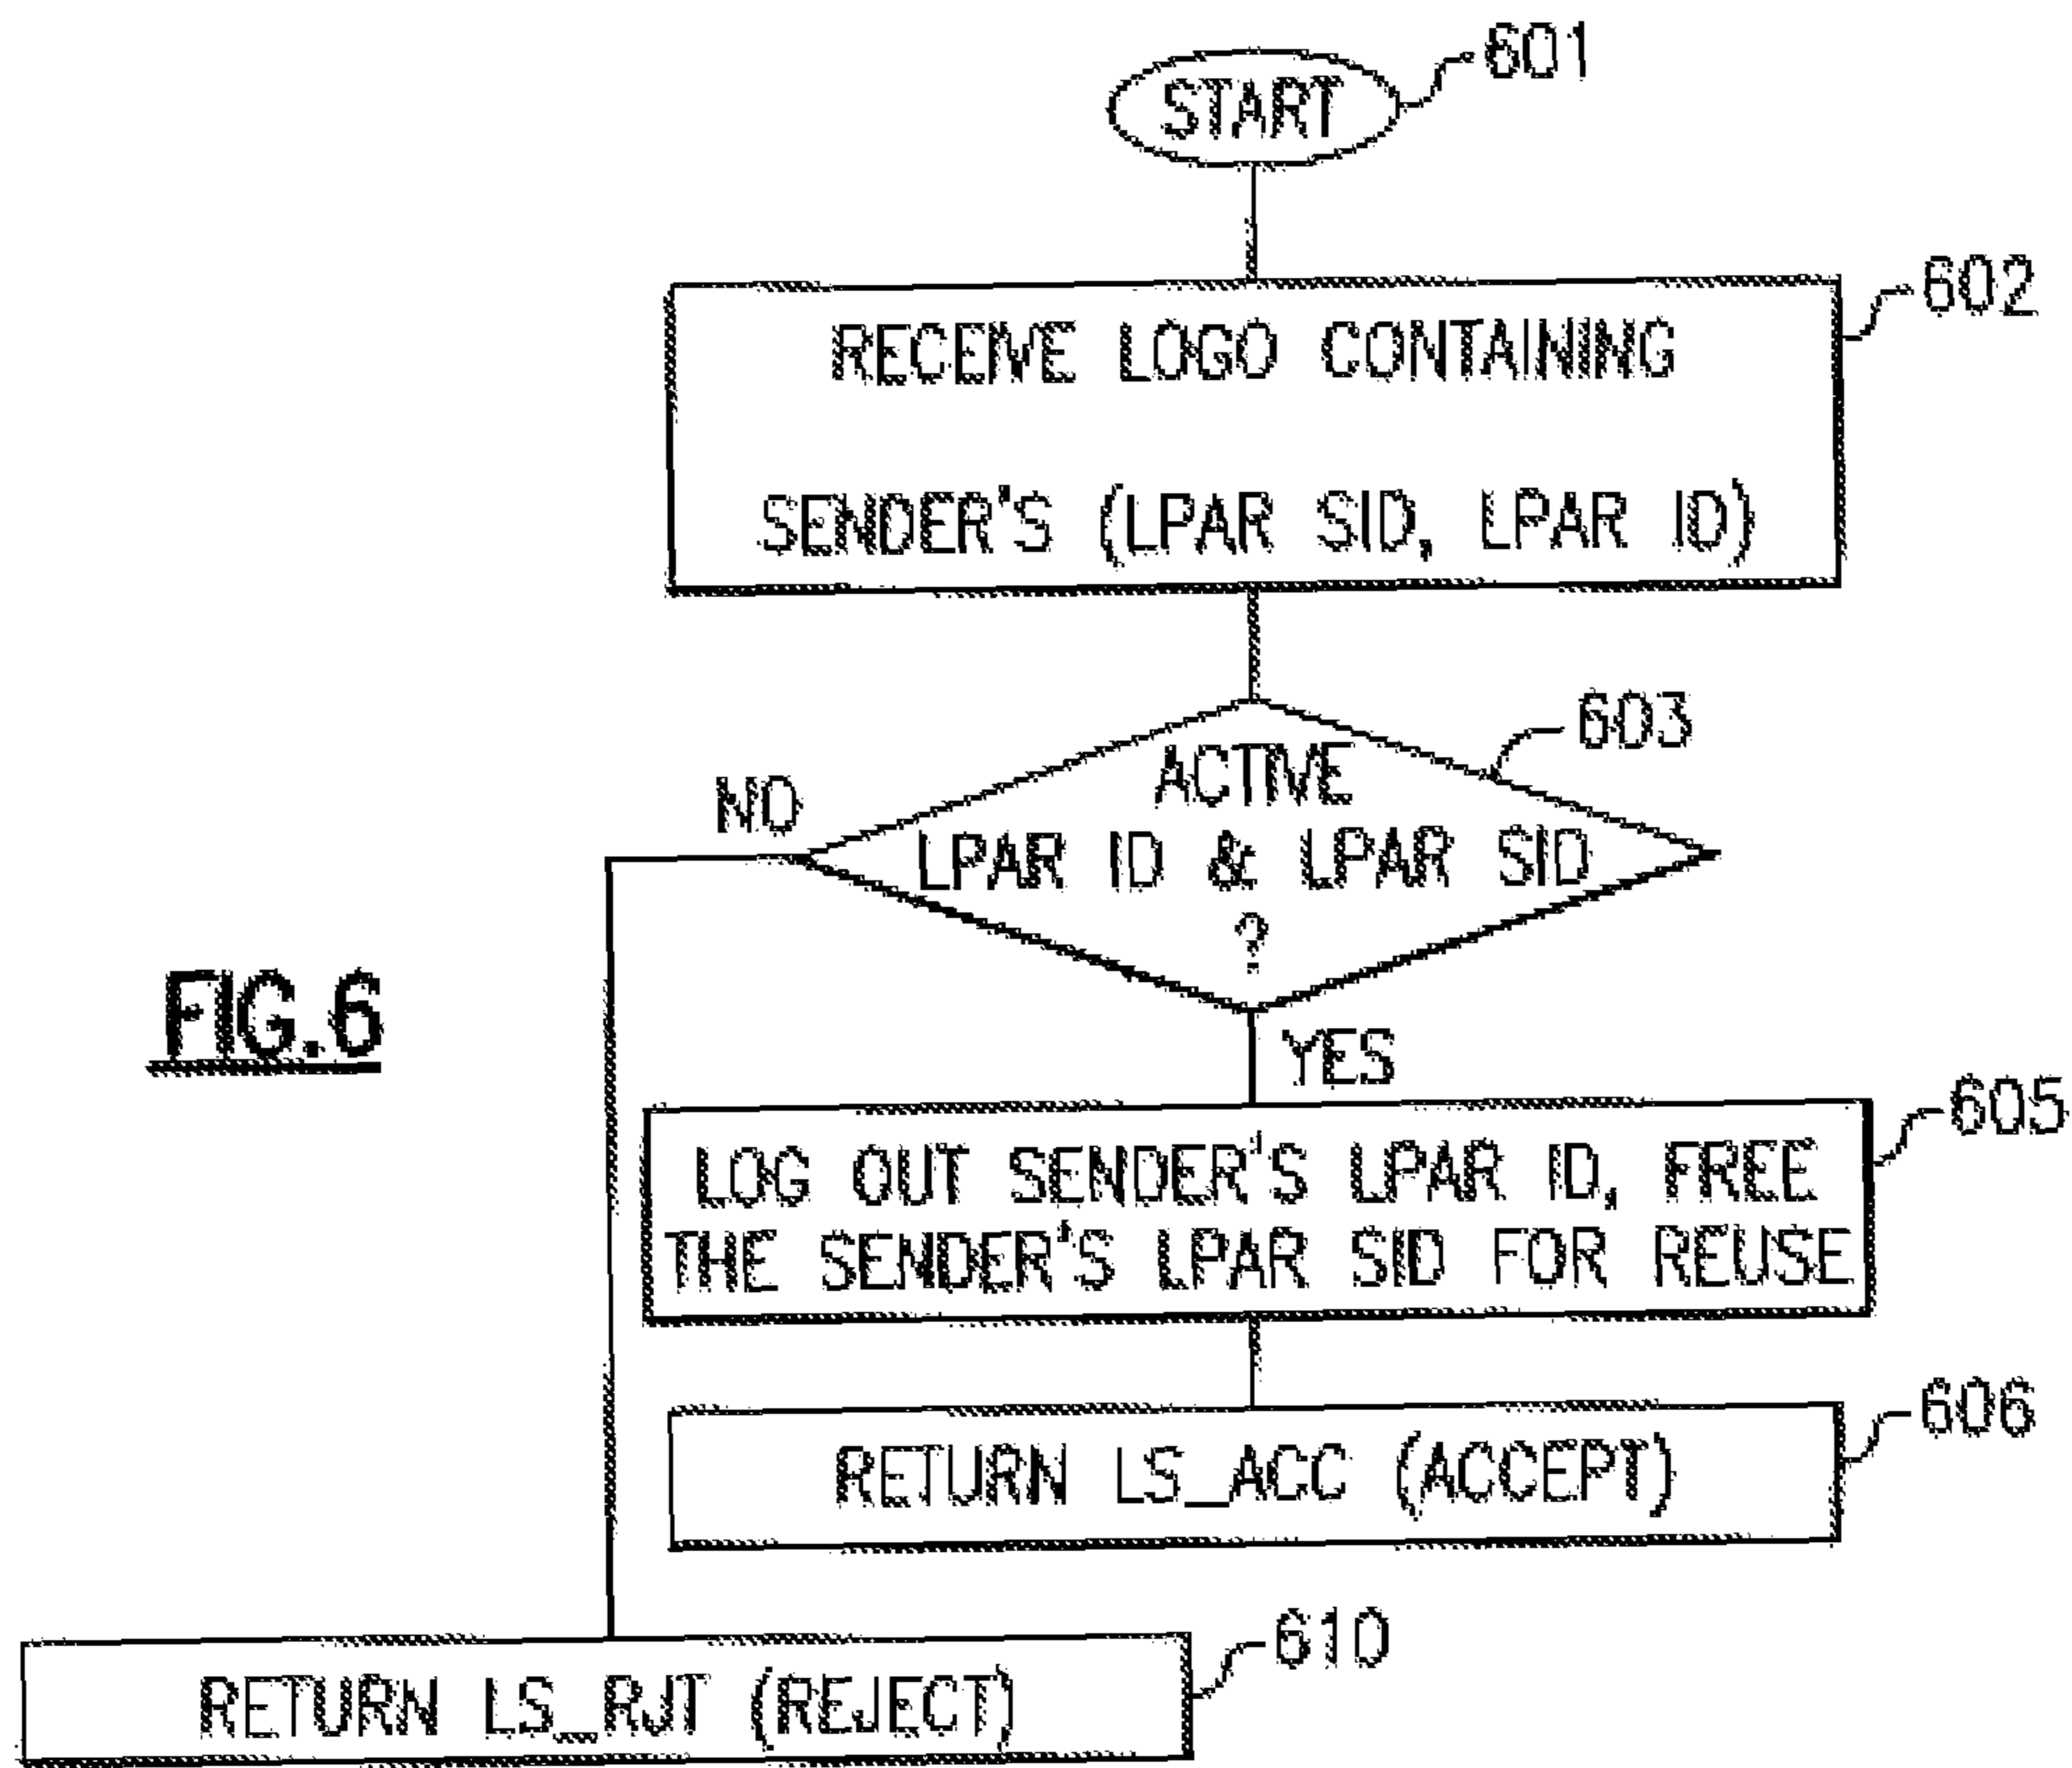 START
601
RECEIVE LOGO CONTAINING
SENDER'S (LPAR SID, LPAR ID)
602
ACTIVE
LPAR ID & LPAR SID
?
603
NO
YES
FIG.6
LOG OUT SENDER'S LPAR ID, FREE
THE SENDER'S LPAR SID FOR REUSE
605
RETURN LS_ACC (ACCEPT)
606
RETURN LS_RJT (REJECT)
610